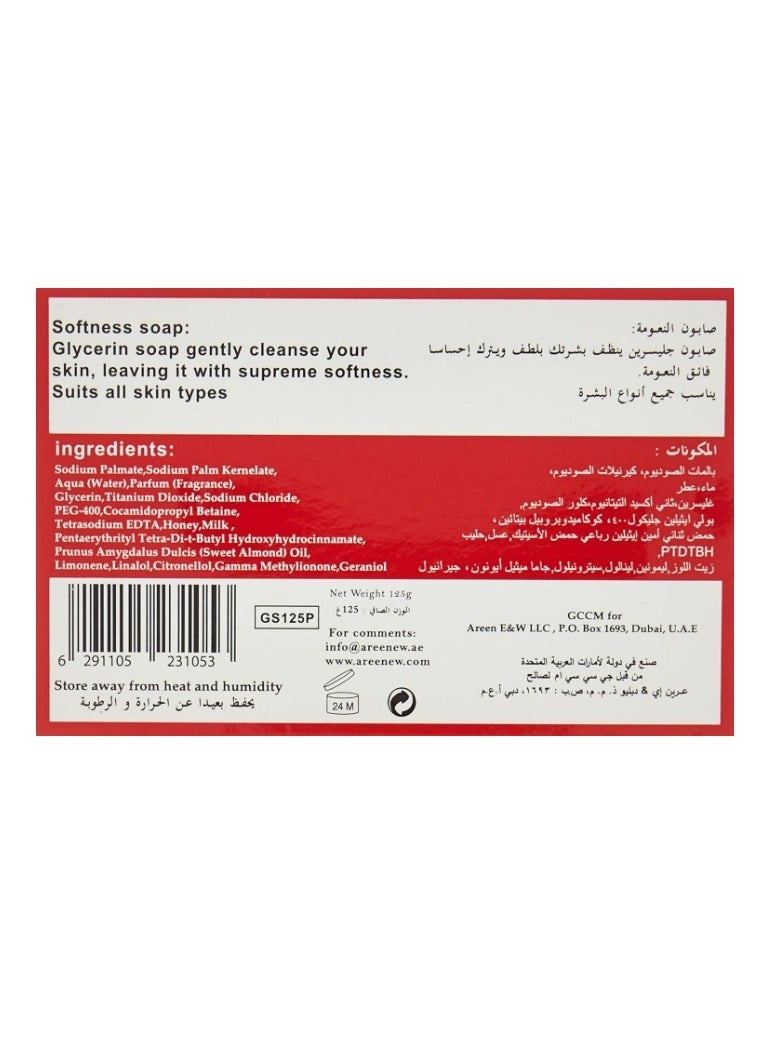 Softness soap:
Glycerin soap gently cleanse your
skin, leaving it with supreme softness.
Suits all skin types
صابون النعومة:
صابون جليسرين ينظف بشرتك بلطف ويترك إحساسا
فائق النعومة.
يناسب جميع أنواع البشرة
ingredients:
Sodium Palmate,Sodium Palm Kernelate,
Aqua (Water),Parfum (Fragrance),
Glycerin,Titanium Dioxide,Sodium Chloride,
PEG-400,Cocamidopropyl Betaine,
Tetrasodium EDTA,Honey,Milk ,
Pentaerythrityl Tetra-Di-t-Butyl Hydroxyhydrocinnamate,
Prunus Amygdalus Dulcis (Sweet Almond) Oil,
Limonene,Linalol,Citronellol,Gamma Methylionone,Geraniol
المكونات :
بالمات الصوديوم، كيرنيلات الصوديوم،
ماء،عطر
غليسرين،ثاني أكسيد التيتانيوم،كلور الصوديوم,
بولي ايثيلين جليكول٤٠٠، كوكاميدوبروبيل بيتائين،
حمض ثنائي أمين إيثيلين رباعي حمض الأسيتيك,عسل,حليب
PTDTBH,
زيت اللوز,ليمونين,لينالول,سيترونيلول,جاما ميثيل أيونون ، جيرانيول
6 291105 231053
GS125P
Net Weight 125g
الوزن الصافي : 125غ
For comments:
info@areenew.ae
www.areenew.com
Store away from heat and humidity
يحفظ بعيدا عن الحرارة و الرطوبة
24 M
GCCM for
Areen E&W LLC , P.O. Box 1693, Dubai, U.A.E
صنع في دولة لأمارات العربية المتحدة
من قبل جي سي سي ام لصالح
عرين إي & دبليو ذ. م. م, ص.ب : ١٦٩٣، دبي أ.ع.م